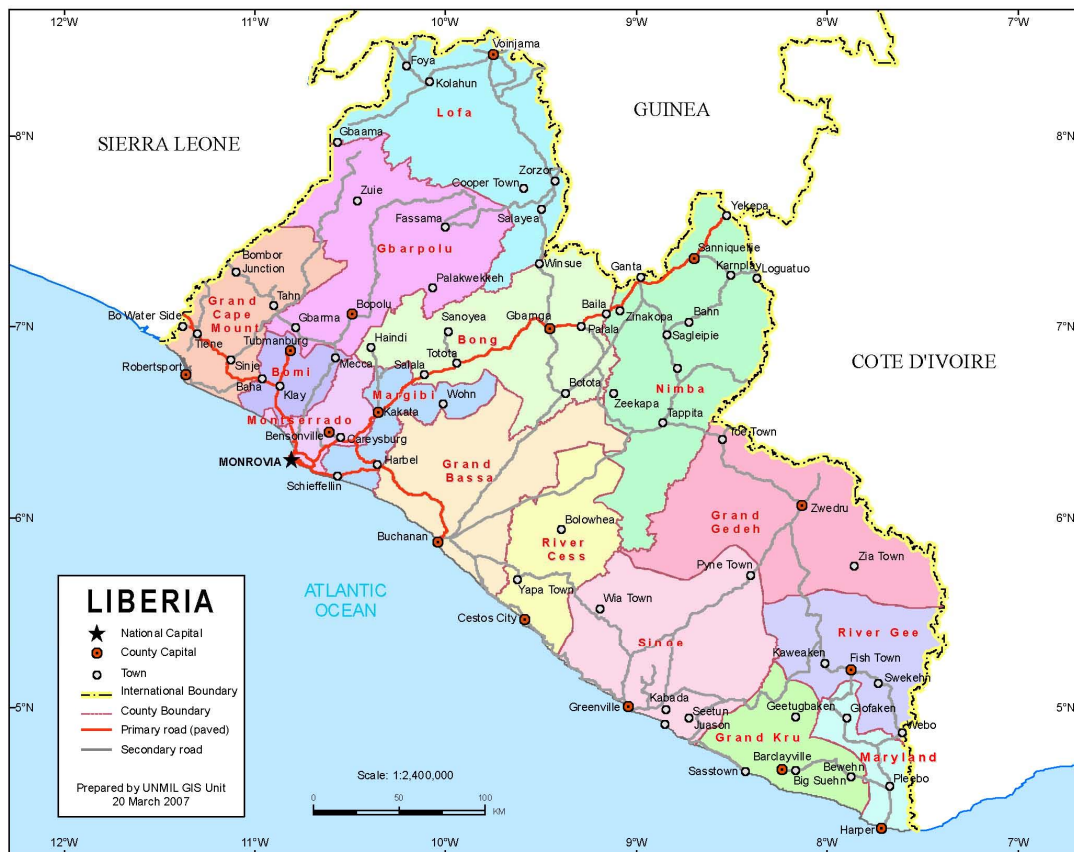 12°W
11°W
10°W
9°W
8°W
7°W
Voinjama
Foya
Kolahun
Lofa
GUINEA
SIERRA LEONE
8°N
8°N
Gbaama
Zorzor
Cooper Town
Zuie
Salayea
Fassama
Yekepa
Gbarpolu
Sanniquellie
Winsue
Ganta
Karnplay
Loguatuo
Bombor
Junction
Palakwekkeh
Tahn
Grand
Cape
Mount
Bopolu
Baila
Bo Water Side
Gbarma
Sanoyea
Gbarnga
Zinakopa
Bahn
7°N
7°N
Tiene
Tubmanburg
Haindi
Bong
Palala
Sagleipie
COTE D'IVOIRE
Totota
Robertsport
Sinje
Bomi
Mecca
Salala
Nimba
Baha
Klay
Margibi
Wohn
Botota
Zeekapa
Montserrado
Kakata
Tappita
Bensonville
Careysburg
Toe Town
MONROVIA
Harbel
Grand
Bassa
Schieffellin
Zwedru
Grand
Gedeh
6°N
6°N
Bolowhea
Buchanan
River
Cess
Zia Town
Pyne Town
Yapa Town
ATLANTIC
OCEAN
Wia Town
Cestos City
River Gee
Sinoe
Kaweaken
Fish Town
Swekehn
Kabada
Greenville
Seetun
Geetugbaken
Glofaken
5°N
5°N
Juason
Webo
Grand Kru
Maryland
Barclayville
Bewehn
Sasstown
Big Suehn
Pleebo
Harper
LIBERIA
National Capital
County Capital
Town
International Boundary
County Boundary
Primary road (paved)
Secondary road
Prepared by UNMIL GIS Unit
20 March 2007
Scale: 1:2,400,000
0 50 100
KM
12°W
11°W
10°W
9°W
8°W
7°W